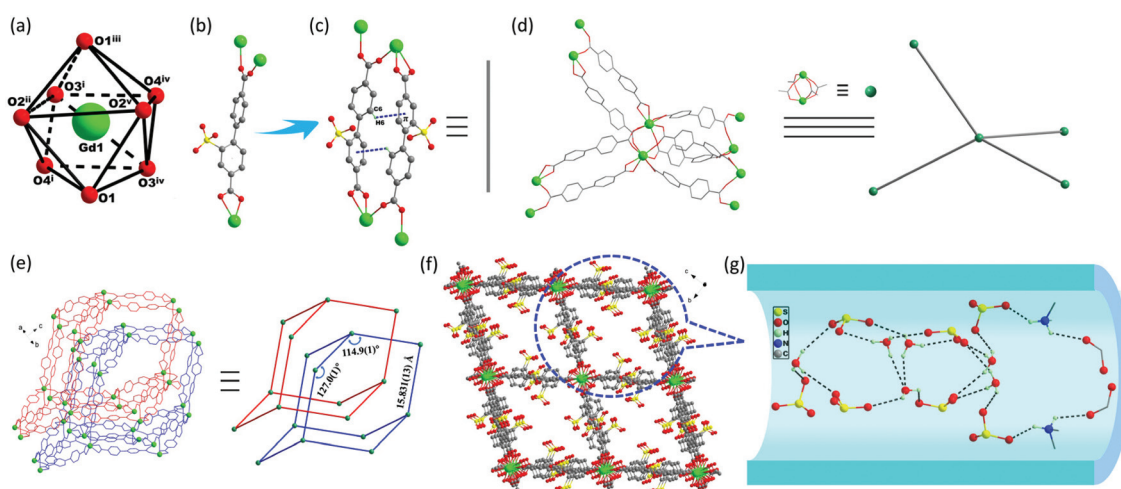 (a)
O1ⁱⁱⁱ
O3ⁱ
O4ⁱᵛ
O2ⁱⁱ
O2ᵛ
Gd1
O4ⁱ
O3ⁱᵛ
O1
(b)
(c)
C6
H6
π
(d)
≡
(e)
a
c
b
114.9(1)°
127.0(1)°
15.831(13) Å
(f)
c
b
(g)
S
O
H
N
C